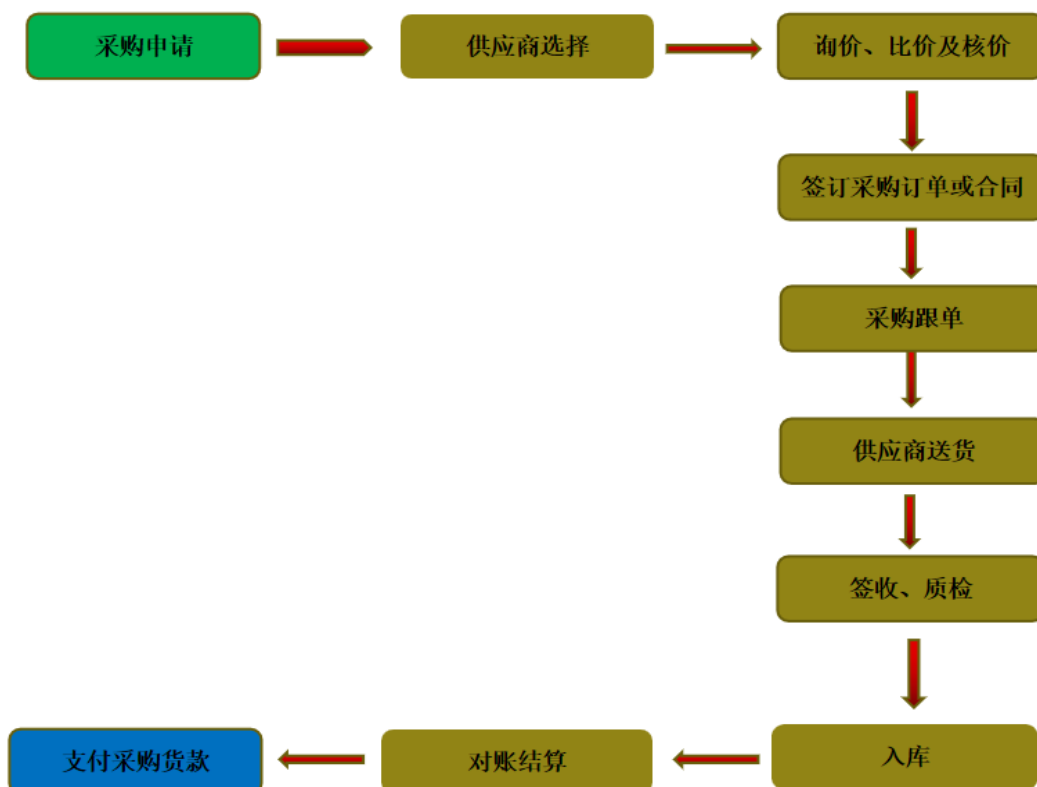 采购申请
供应商选择
询价、比价及核价
签订采购订单或合同
采购跟单
供应商送货
签收、质检
入库
对账结算
支付采购货款